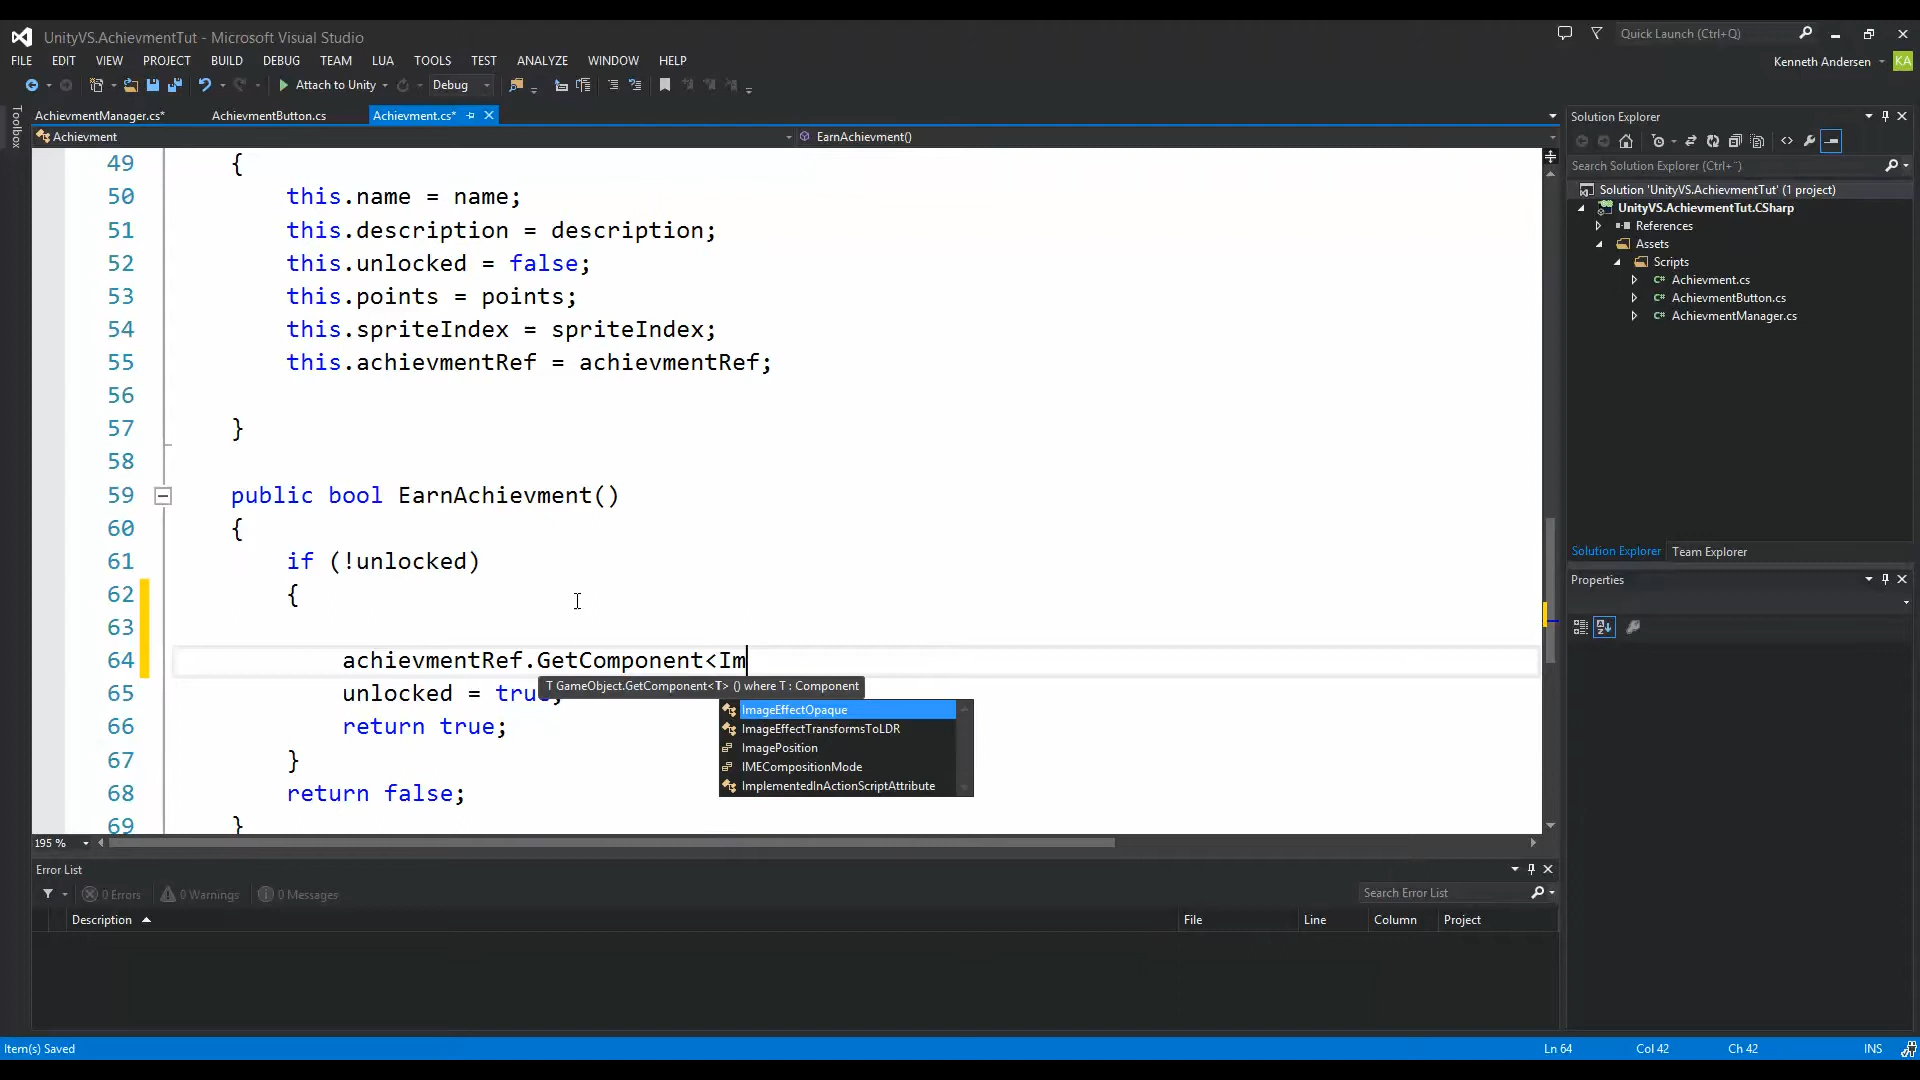 UnityVS.AchievmentTut - Microsoft Visual Studio
Quick Launch (Ctrl+Q)
FILE EDIT VIEW PROJECT BUILD DEBUG TEAM LUA TOOLS TEST ANALYZE WINDOW HELP
Kenneth Andersen KA
Attach to Unity Debug
Toolbox
AchievmentManager.cs* AchievmentButton.cs Achievment.cs*
Achievment EarnAchievment()
49 {
50 this.name = name;
51 this.description = description;
52 this.unlocked = false;
53 this.points = points;
54 this.spriteIndex = spriteIndex;
55 this.achievmentRef = achievmentRef;
56
57 }
58
59 public bool EarnAchievment()
60 {
61 if (!unlocked)
62 {
63
64 achievmentRef.GetComponent<Im
T GameObject.GetComponent<T> () where T : Component
65 unlocked = true;
66 return true;
67 }
68 return false;
69 }
ImageEffectOpaque
ImageEffectTransformsToLDR
ImagePosition
IMECompositionMode
ImplementedInActionScriptAttribute
195 %
Solution Explorer
Search Solution Explorer (Ctrl+¨)
Solution 'UnityVS.AchievmentTut' (1 project)
UnityVS.AchievmentTut.CSharp
References
Assets
Scripts
C# Achievment.cs
C# AchievmentButton.cs
C# AchievmentManager.cs
Solution Explorer Team Explorer
Properties
Error List
0 Errors 0 Warnings 0 Messages
Search Error List
Description File Line Column Project
Item(s) Saved Ln 64 Col 42 Ch 42 INS